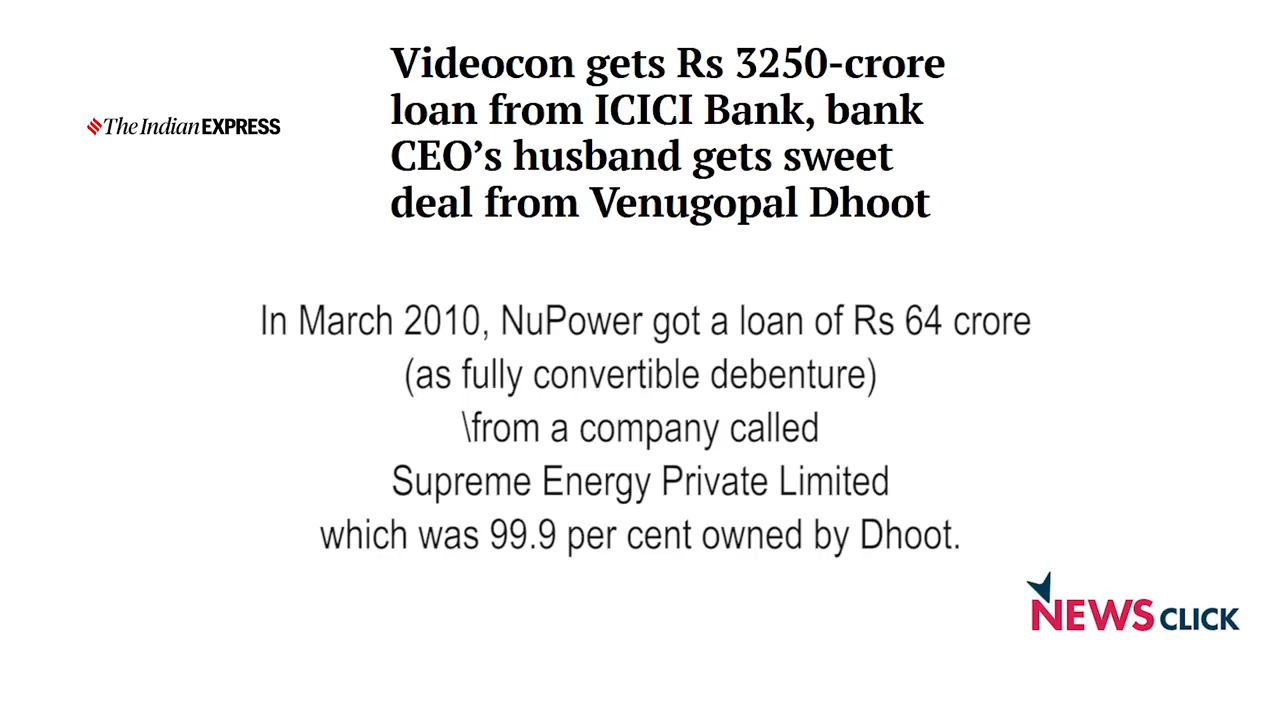 Videocon gets Rs 3250-crore
loan from ICICI Bank, bank
The Indian EXPRESS
CEO’s husband gets sweet
deal from Venugopal Dhoot
In March 2010, NuPower got a loan of Rs 64 crore
(as fully convertible debenture)
\from a company called
Supreme Energy Private Limited
which was 99.9 per cent owned by Dhoot.
NEWSCLICK